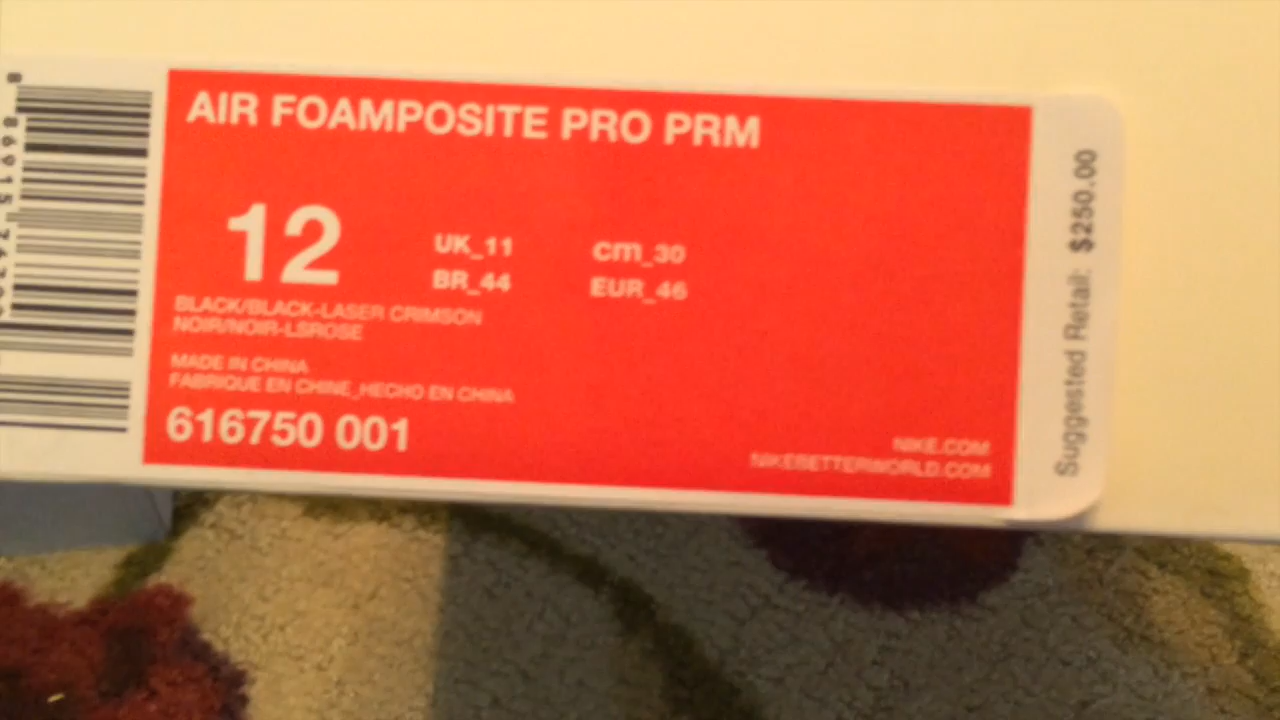 AIR FOAMPOSITE PRO PRM
12
UK_11
cm_30
BR_44
EUR_46
BLACK/BLACK-LASER CRIMSON
NOIR/NOIR-LSROSE
MADE IN CHINA
FABRIQUE EN CHINE_HECHO EN CHINA
616750 001
NIKE.COM
NIKEBETTERWORLD.COM
Suggested Retail: $250.00